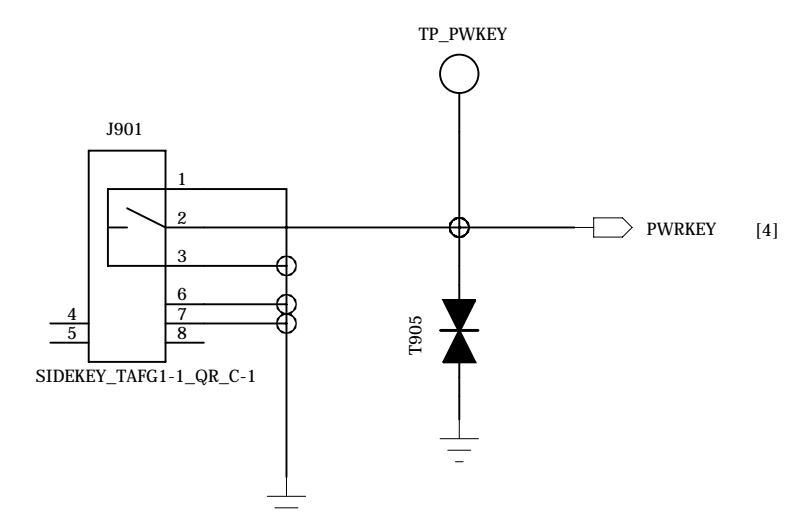 TP_PWKEY
J901
1
2
PWRKEY [4]
3
6
4 7
5 8
T905
SIDEKEY_TAFG1-1_QR_C-1